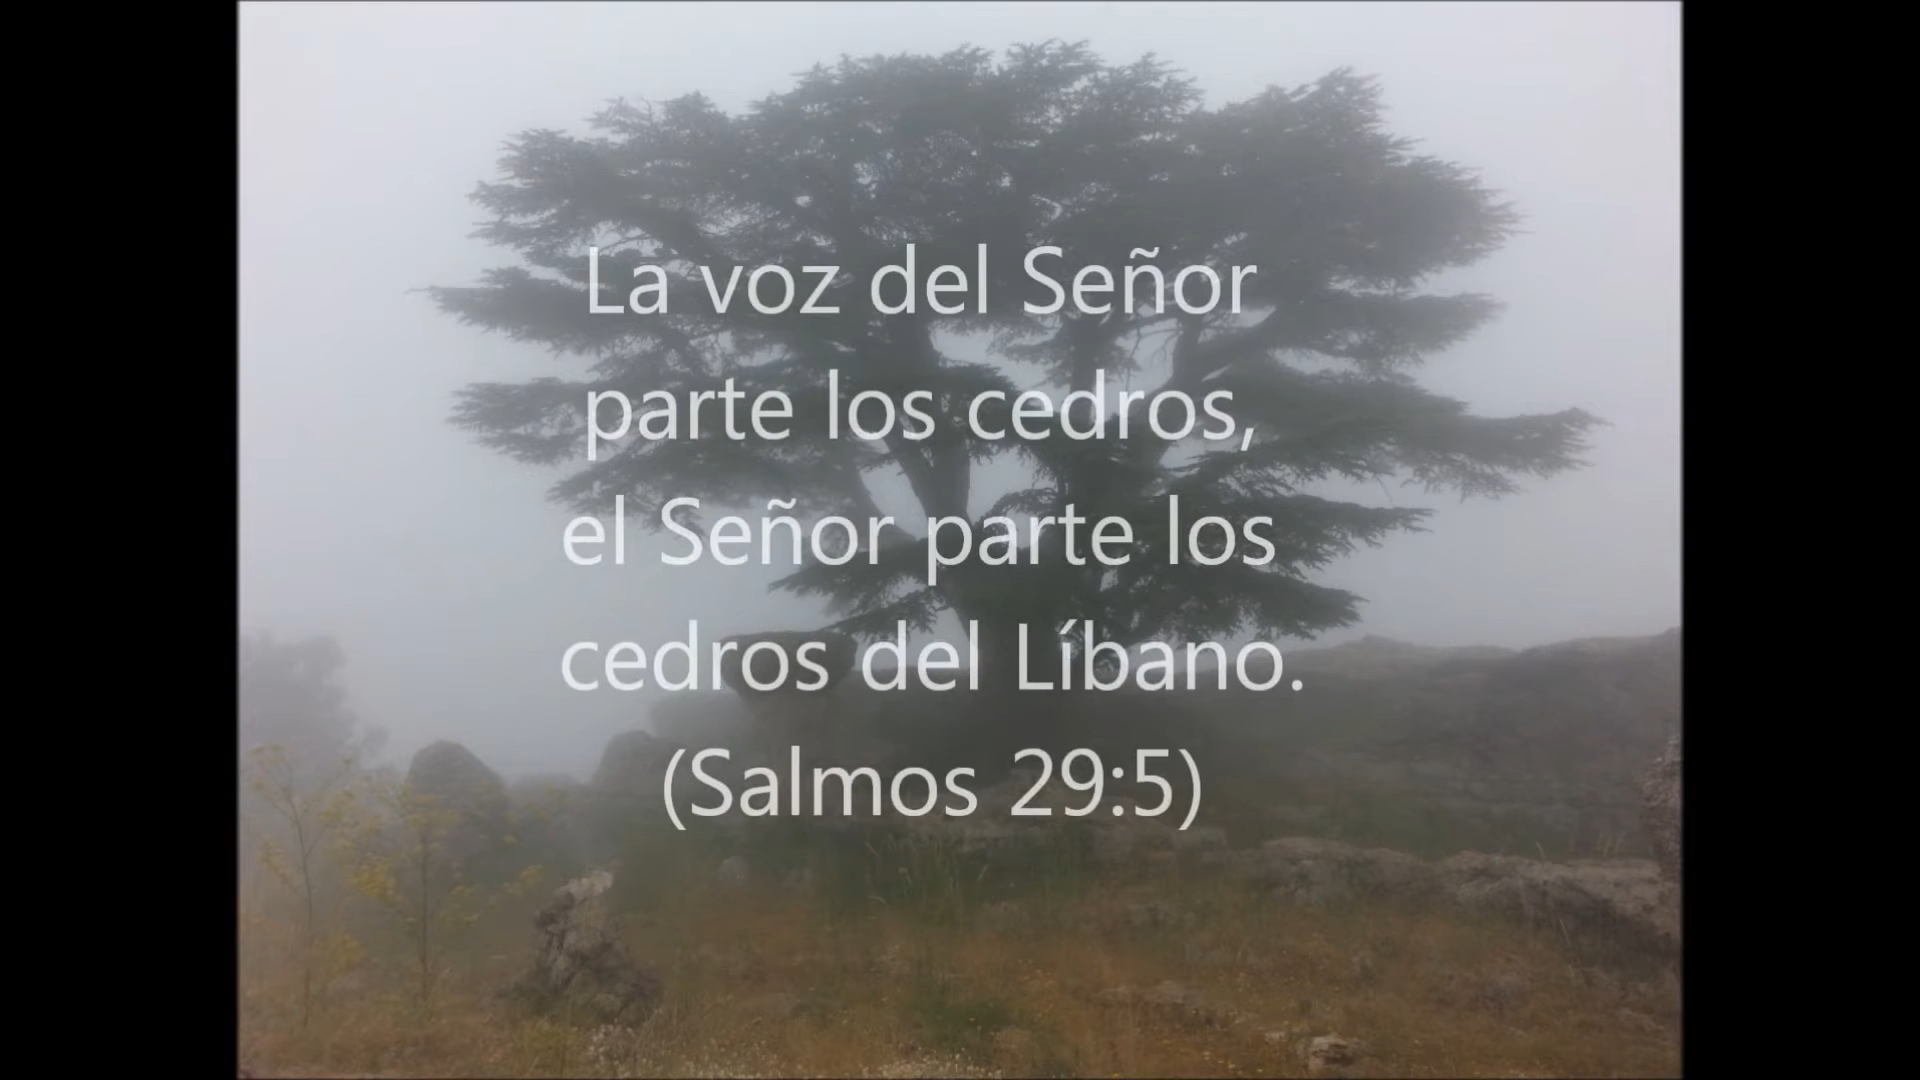 La voz del Señor
parte los cedros,
el Señor parte los
cedros del Líbano.
(Salmos 29:5)